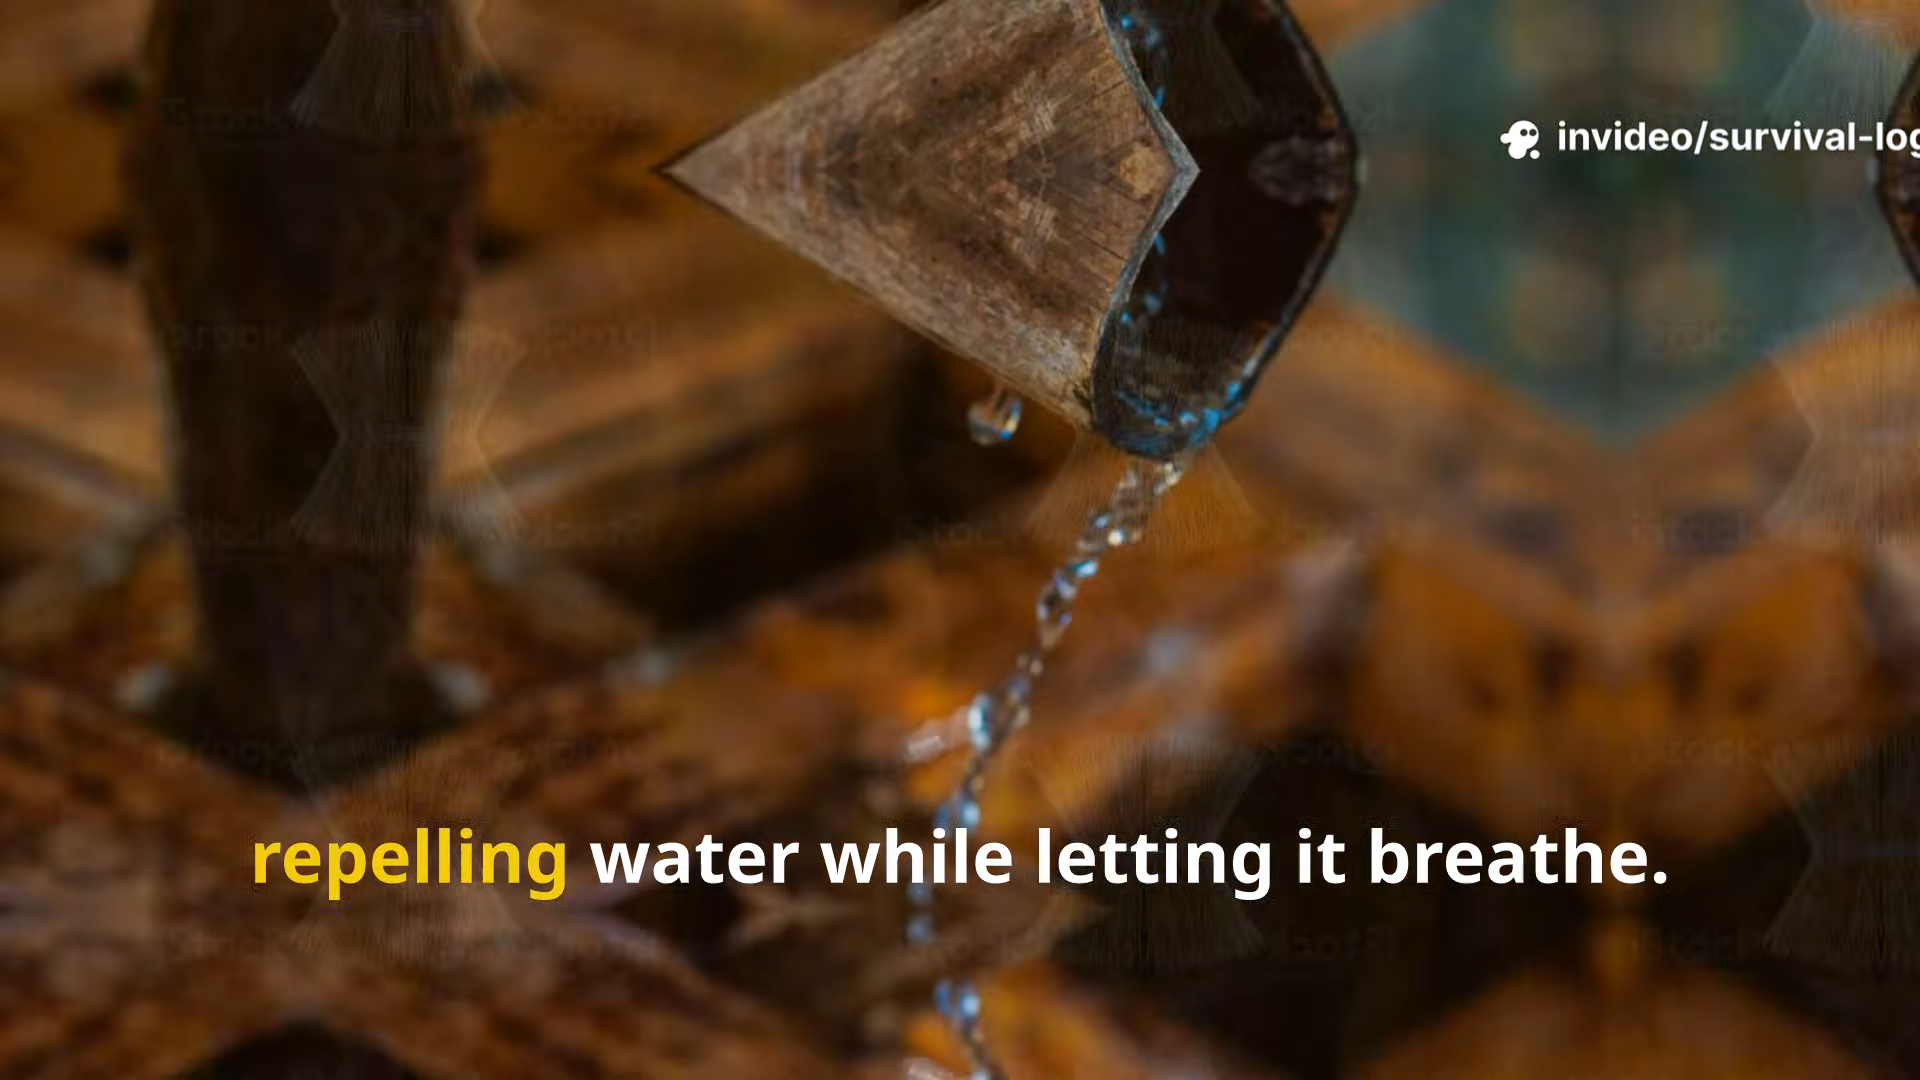 invideo/survival-log
repelling water while letting it breathe.